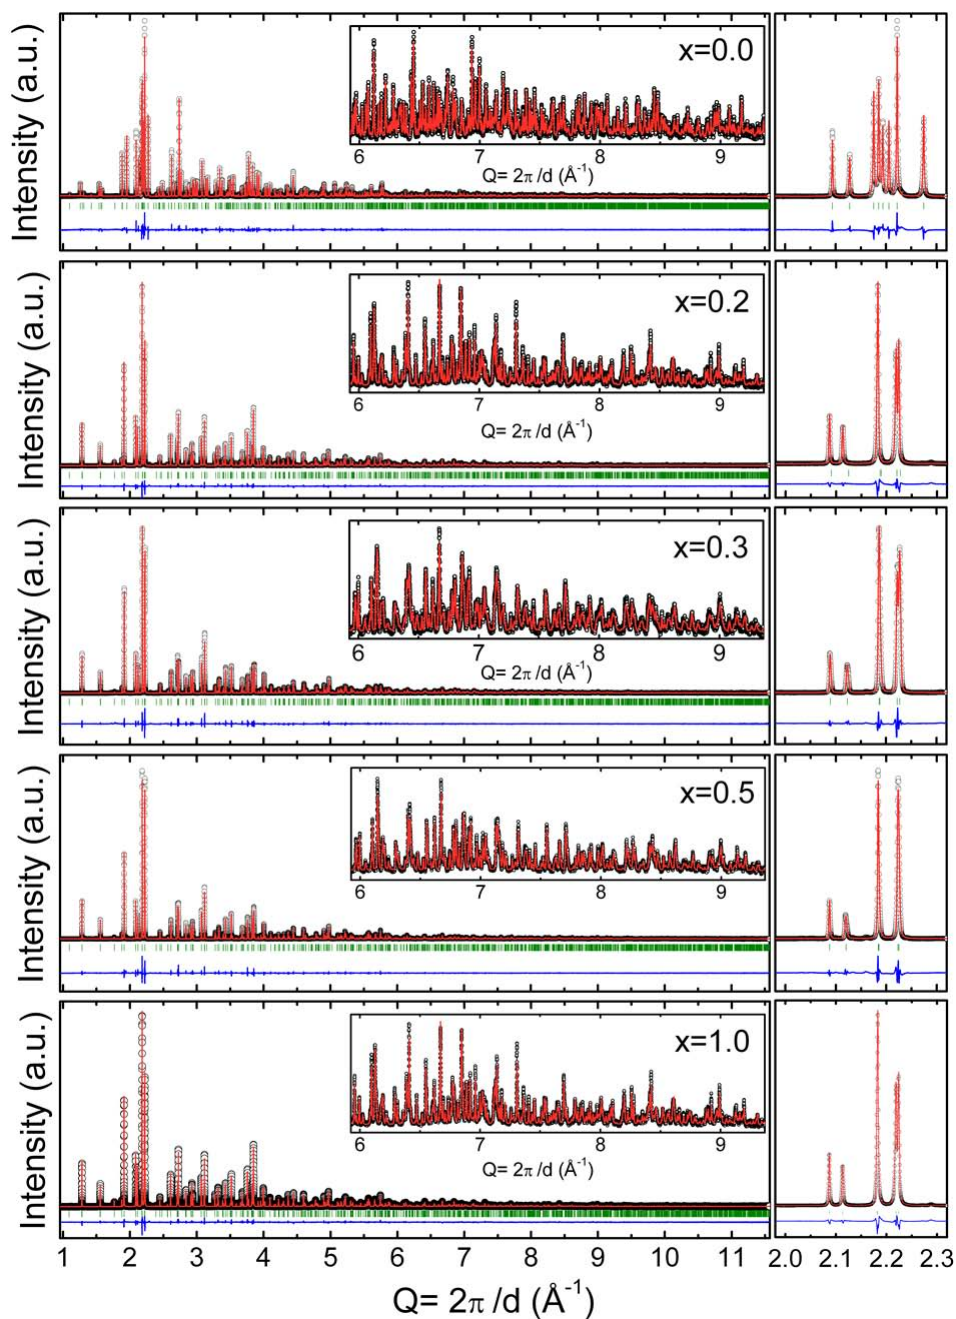 Intensity (a.u.)
x=0.0
6 7 8 9
Q= 2π /d (Å⁻¹)
Intensity (a.u.)
x=0.2
6 7 8 9
Q= 2π /d (Å⁻¹)
Intensity (a.u.)
x=0.3
6 7 8 9
Q= 2π /d (Å⁻¹)
Intensity (a.u.)
x=0.5
6 7 8 9
Q= 2π /d (Å⁻¹)
Intensity (a.u.)
x=1.0
6 7 8 9
Q= 2π /d (Å⁻¹)
1 2 3 4 5 6 7 8 9 10 11 2.0 2.1 2.2 2.3
Q= 2π /d (Å⁻¹)